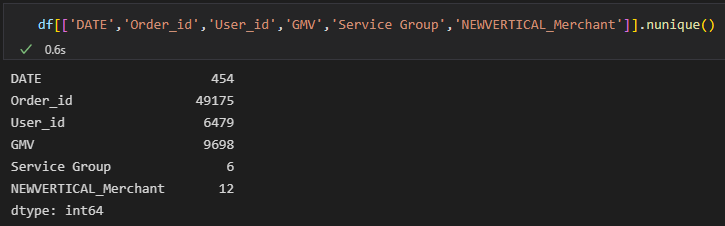 df[['DATE','Order_id','User_id','GMV','Service Group','NEWVERTICAL_Merchant']].nunique()
0.6s
DATE 454
Order_id 49175
User_id 6479
GMV 9698
Service Group 6
NEWVERTICAL_Merchant 12
dtype: int64